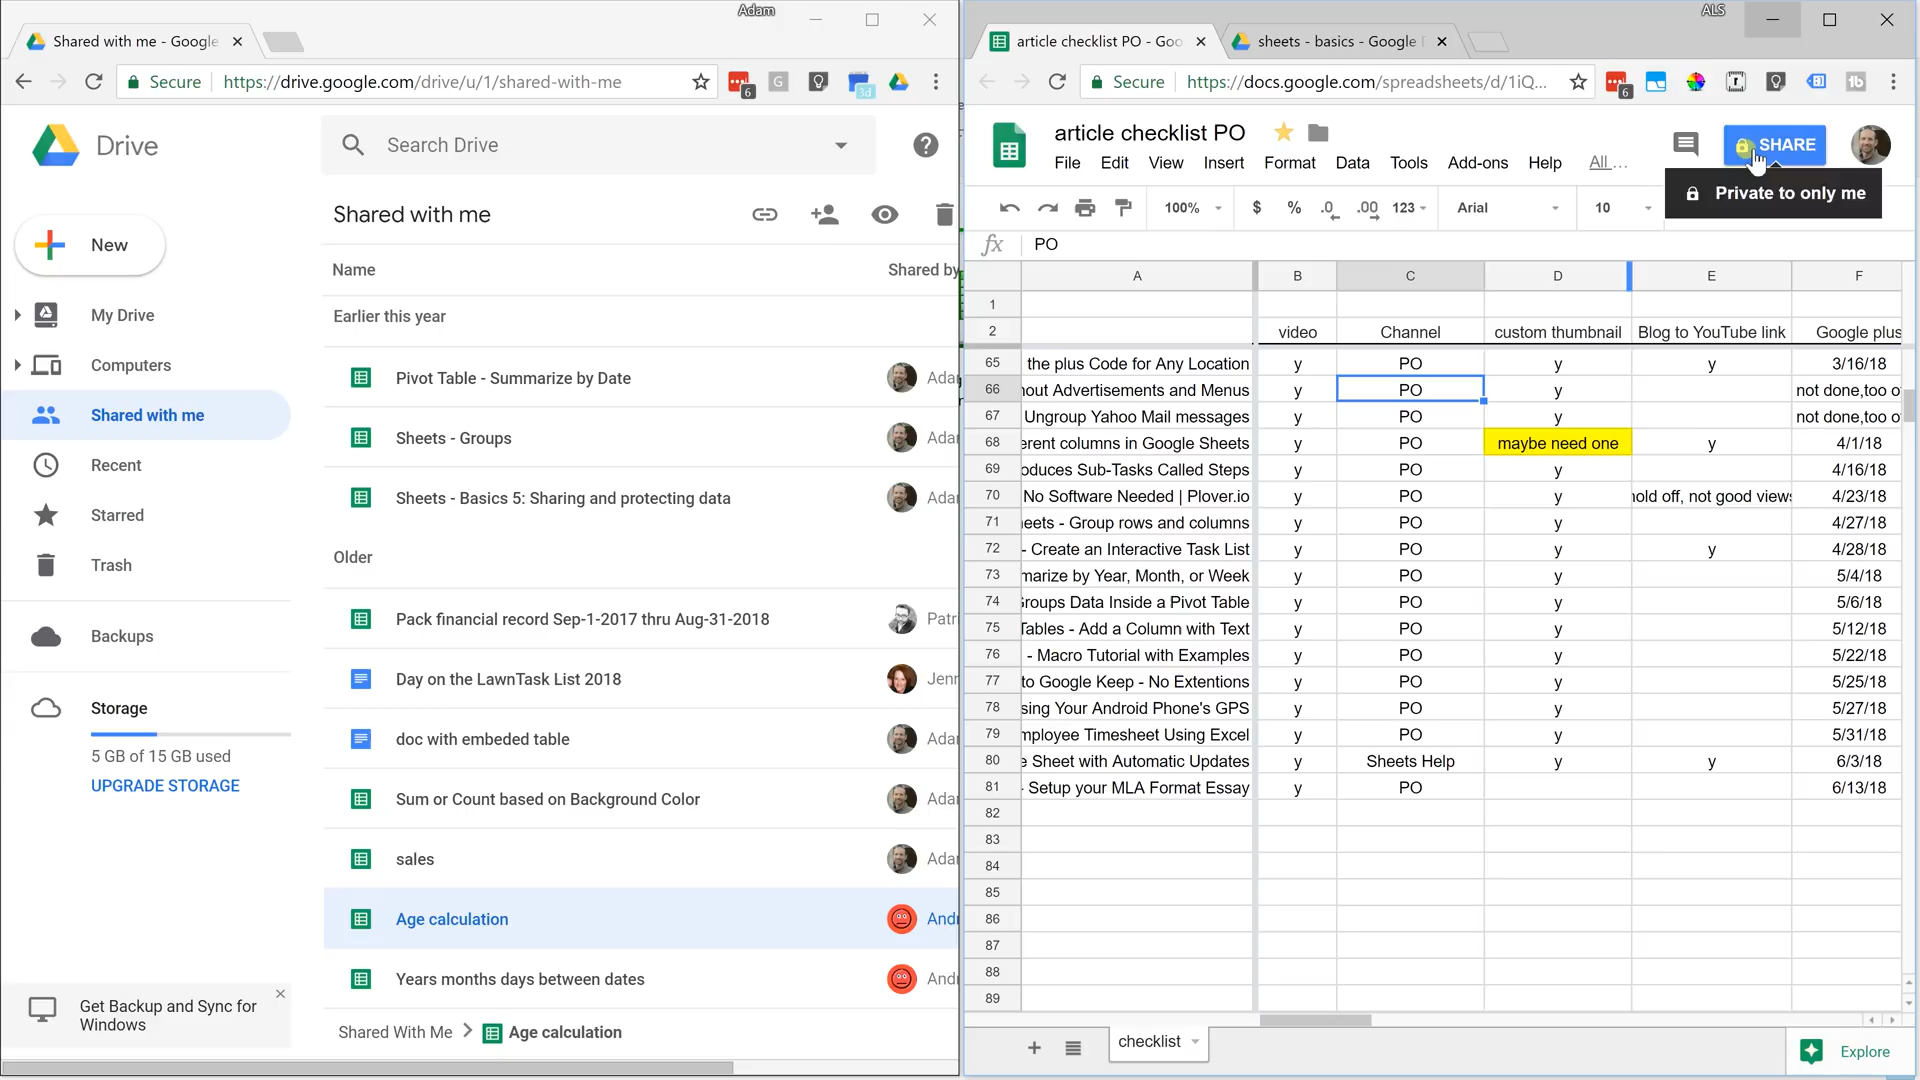 Adam
Shared with me - Google
Secure
https://drive.google.com/drive/u/1/shared-with-me
6
G
3d
Drive
Search Drive
New
My Drive
Computers
Shared with me
Recent
Starred
Trash
Backups
Storage
5 GB of 15 GB used
UPGRADE STORAGE
Get Backup and Sync for
Windows
Shared with me
Name
Shared by
Earlier this year
Pivot Table - Summarize by Date
Adar
Sheets - Groups
Adar
Sheets - Basics 5: Sharing and protecting data
Adar
Older
Pack financial record Sep-1-2017 thru Aug-31-2018
Patri
Day on the LawnTask List 2018
Jenr
doc with embeded table
Adar
Sum or Count based on Background Color
Adar
sales
Adar
Age calculation
Andr
Years months days between dates
Andr
Shared With Me
Age calculation
ALS
article checklist PO - Goo
sheets - basics - Google
Secure
https://docs.google.com/spreadsheets/d/1iQ...
6
article checklist PO
File Edit View Insert Format Data Tools Add-ons Help All ...
SHARE
Private to only me
100% $ % .0 .00 123 Arial 10
fx PO
A B C D E F
1
2 video Channel custom thumbnail Blog to YouTube link Google plus
65 the plus Code for Any Location y PO y y 3/16/18
66 out Advertisements and Menus y PO y not done,too o
67 Ungroup Yahoo Mail messages y PO y not done,too o
68 erent columns in Google Sheets y PO maybe need one y 4/1/18
69 oduces Sub-Tasks Called Steps y PO y 4/16/18
70 No Software Needed | Plover.io y PO y hold off, not good views 4/23/18
71 eets - Group rows and columns y PO y 4/27/18
72 - Create an Interactive Task List y PO y y 4/28/18
73 marize by Year, Month, or Week y PO y 5/4/18
74 Groups Data Inside a Pivot Table y PO y 5/6/18
75 Tables - Add a Column with Text y PO y 5/12/18
76 - Macro Tutorial with Examples y PO y 5/22/18
77 to Google Keep - No Extentions y PO y 5/25/18
78 sing Your Android Phone's GPS y PO y 5/27/18
79 mployee Timesheet Using Excel y PO y 5/31/18
80 e Sheet with Automatic Updates y Sheets Help y y 6/3/18
81 - Setup your MLA Format Essay y PO 6/13/18
82
83
84
85
86
87
88
89
checklist
Explore